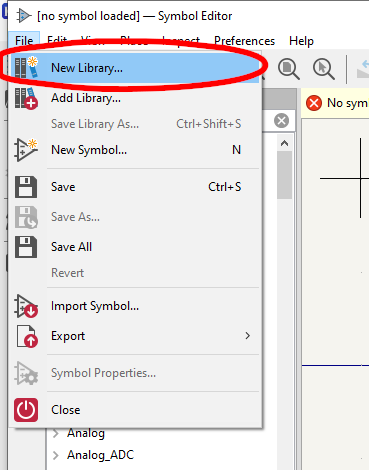 [no symbol loaded] — Symbol Editor
File Edit View Place Inspect Preferences Help
New Library...
Add Library...
Save Library As... Ctrl+Shift+S
New Symbol... N
Save Ctrl+S
Save As...
Save All
Revert
Import Symbol...
Export
Symbol Properties...
Close
No sym
Analog
Analog_ADC